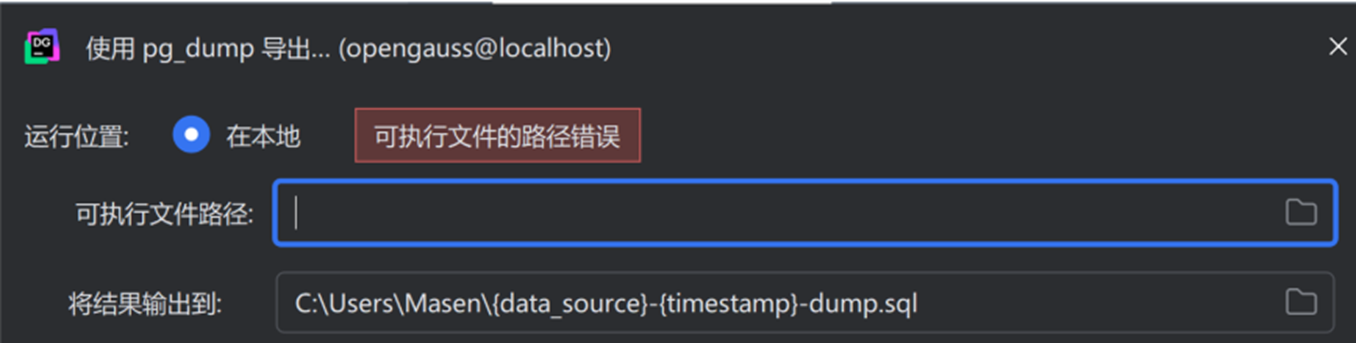 DG
使用 pg_dump 导出... (opengauss@localhost)
运行位置: 在本地 可执行文件的路径错误
可执行文件路径:
将结果输出到: C:\Users\Masen\{data_source}-{timestamp}-dump.sql